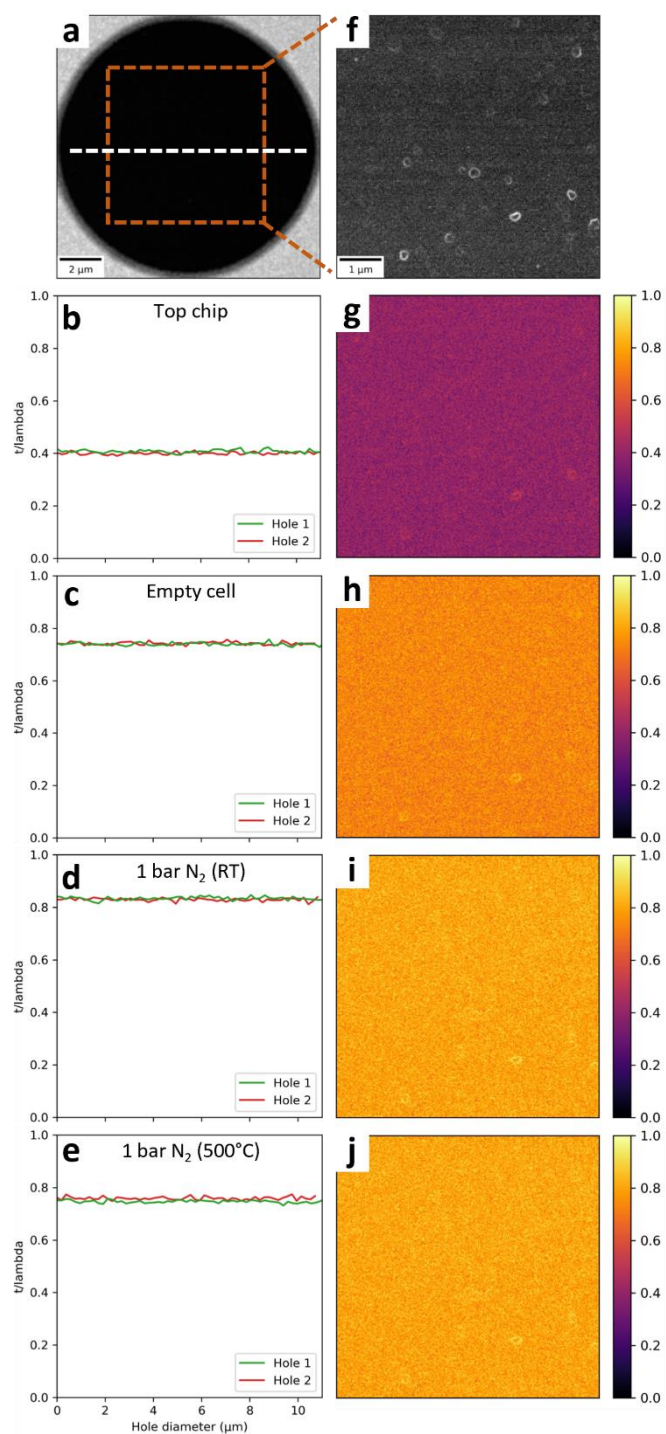 a
2 µm
f
1 µm
b
Top chip
1.0
0.8
0.6
0.4
0.2
0.0
t/lambda
Hole 1
Hole 2
g
1.0
0.8
0.6
0.4
0.2
0.0
c
Empty cell
1.0
0.8
0.6
0.4
0.2
0.0
t/lambda
Hole 1
Hole 2
h
1.0
0.8
0.6
0.4
0.2
0.0
d
1 bar N₂ (RT)
1.0
0.8
0.6
0.4
0.2
0.0
t/lambda
Hole 1
Hole 2
i
1.0
0.8
0.6
0.4
0.2
0.0
e
1 bar N₂ (500°C)
1.0
0.8
0.6
0.4
0.2
0.0
t/lambda
Hole 1
Hole 2
0 2 4 6 8 10
Hole diameter (µm)
j
1.0
0.8
0.6
0.4
0.2
0.0